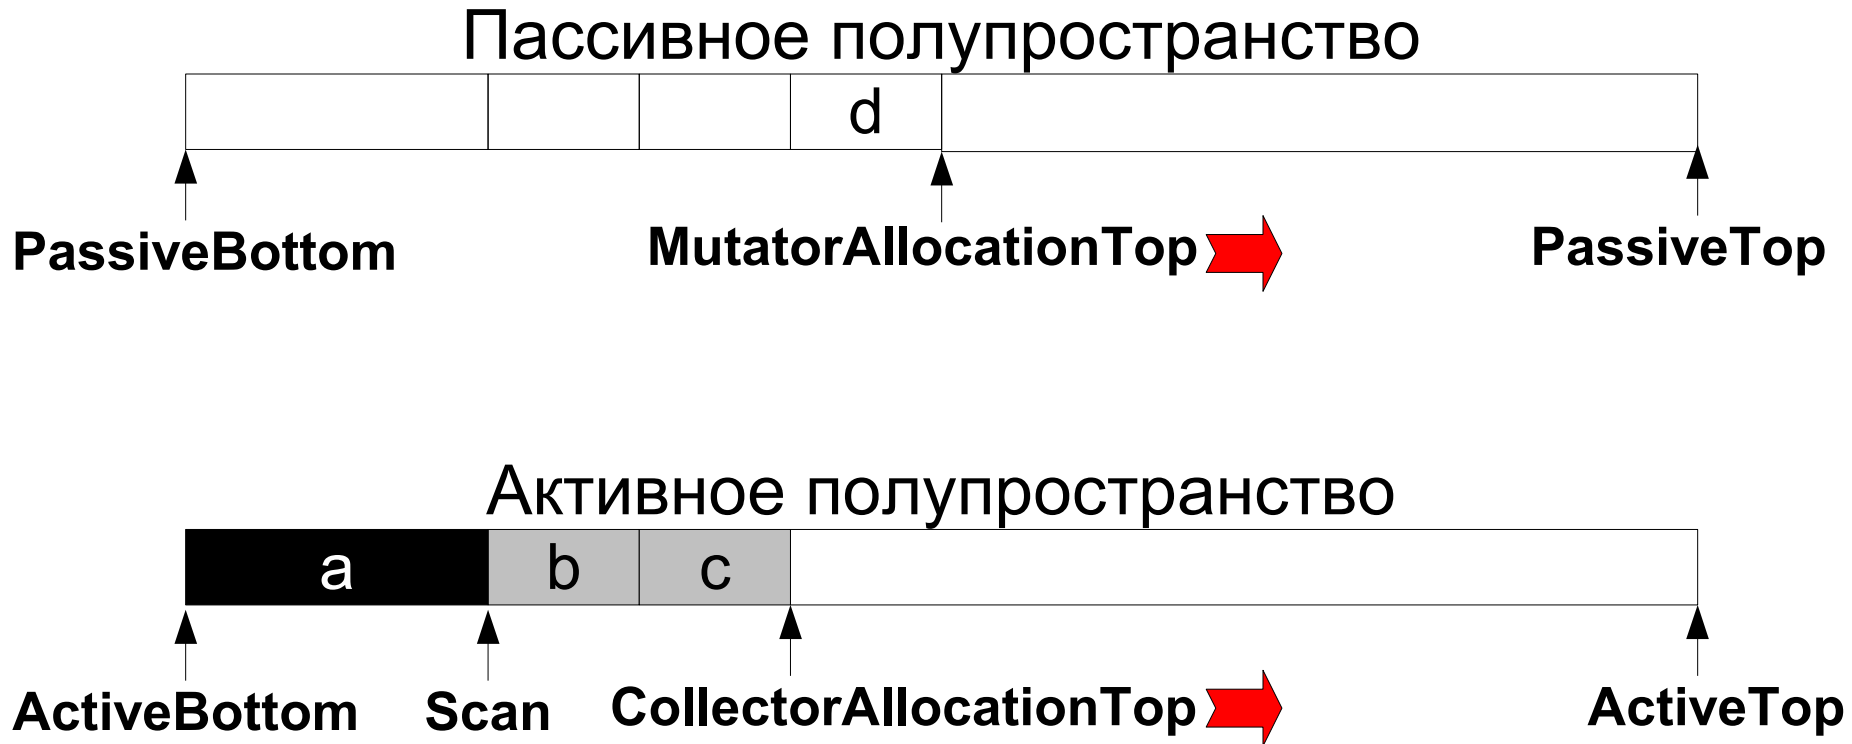 Пассивное полупространство
d
PassiveBottom MutatorAllocationTop PassiveTop
Активное полупространство
a b c
ActiveBottom Scan CollectorAllocationTop ActiveTop